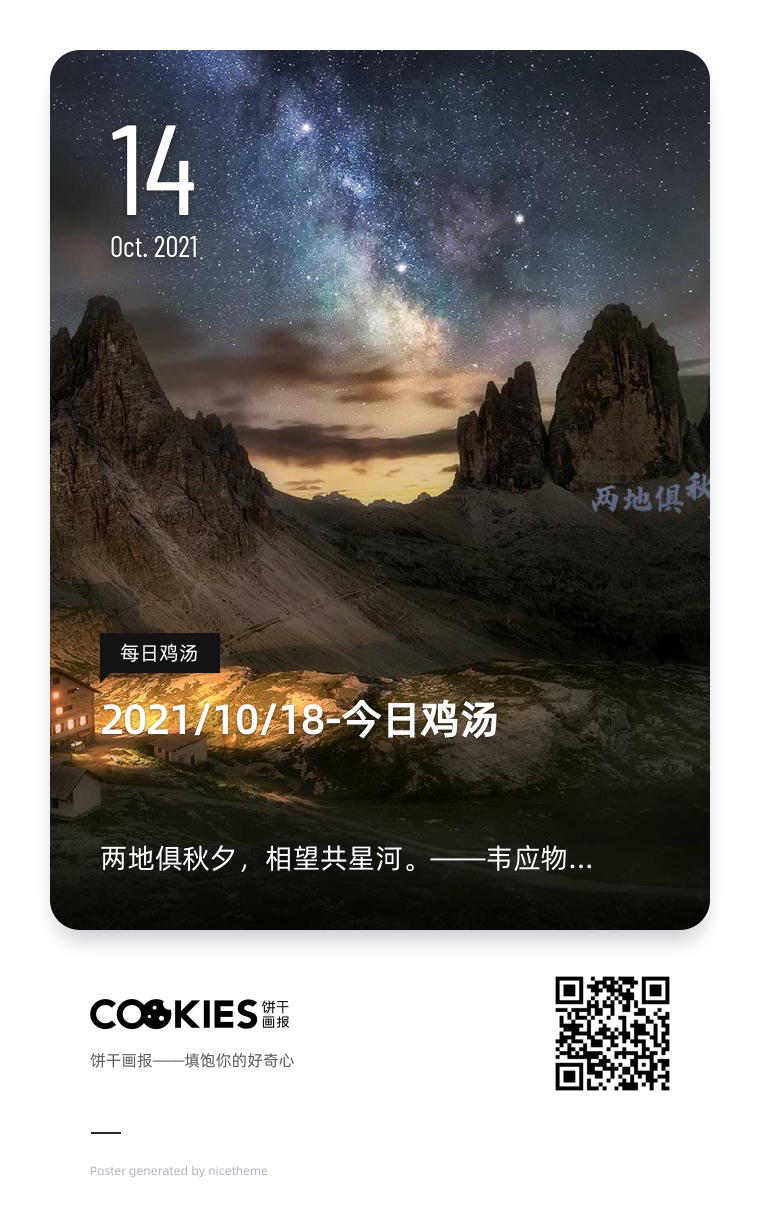 14
Oct. 2021
两地俱秋
每日鸡汤
2021/10/18-今日鸡汤
两地俱秋夕，相望共星河。——韦应物...
COOKIES 饼干画报
饼干画报——填饱你的好奇心
Poster generated by nicetheme